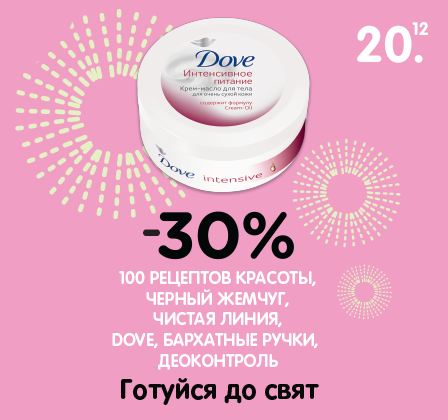 20.12
Dove
Интенсивное
питание
Крем-масло для тела
для очень сухой кожи
содержит формулу
Cream-Oil
Dove intensive
-30%
100 РЕЦЕПТОВ КРАСОТЫ,
ЧЕРНЫЙ ЖЕМЧУГ,
ЧИСТАЯ ЛИНИЯ,
DOVE, БАРХАТНЫЕ РУЧКИ,
ДЕОКОНТРОЛЬ
Готуйся до свят